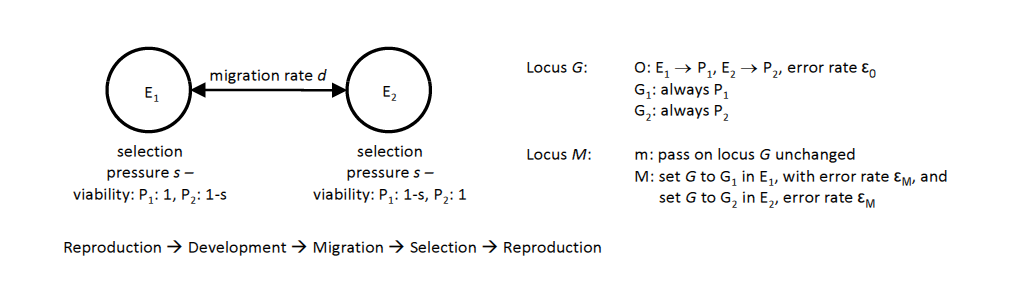 migration rate d
E₁
E₂
selection
pressure s –
viability: P₁: 1, P₂: 1-s
selection
pressure s –
viability: P₁: 1-s, P₂: 1
Reproduction → Development → Migration → Selection → Reproduction
Locus G: O: E₁ → P₁, E₂ → P₂, error rate ε₀
G₁: always P₁
G₂: always P₂
Locus M: m: pass on locus G unchanged
M: set G to G₁ in E₁, with error rate εM, and
set G to G₂ in E₂, error rate εM